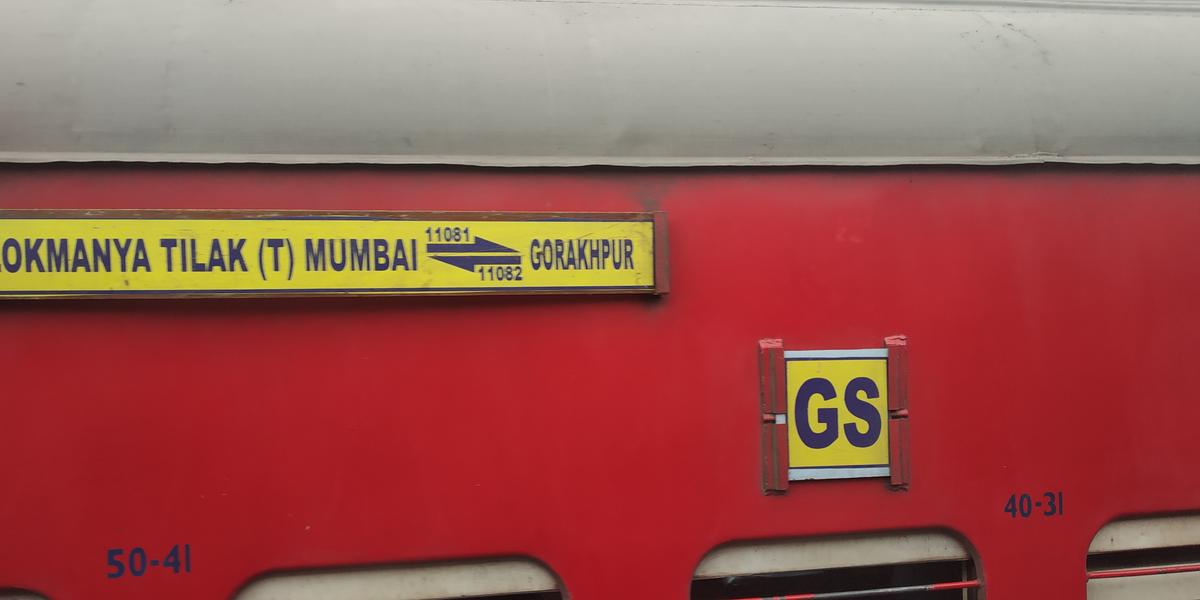 OKMANYA TILAK (T) MUMBAI 11081 11082 GORAKHPUR
GS
40-31
50-41